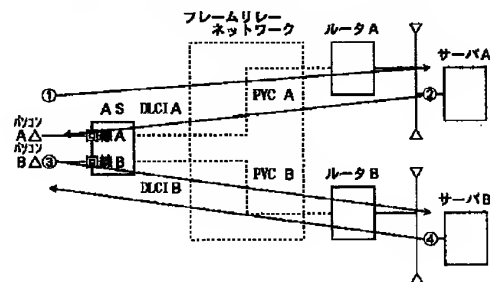 フレームリレー
ネットワーク
ルータA
サーバA
①
AS
DLCIA
PVC A
②
パソコン
A△
回線A
パソコン
B△③
回線B
DLCIB
PVC B
ルータB
サーバB
④